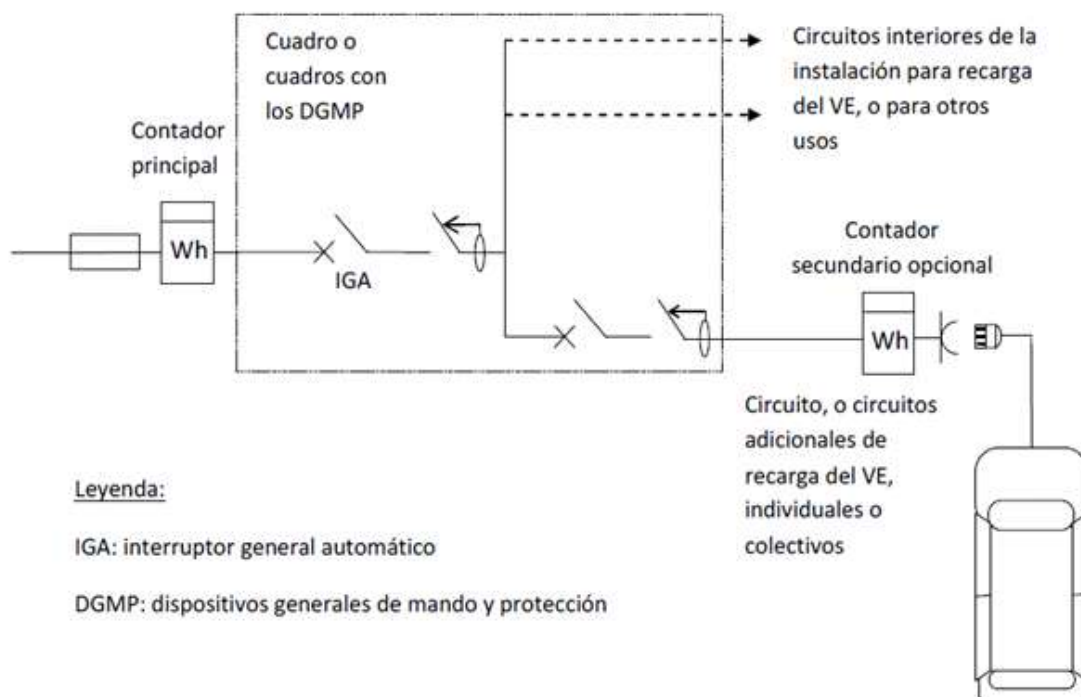 Cuadro o
cuadros con
los DGMP
Circuitos interiores de la
instalación para recarga
del VE, o para otros
usos
Contador
principal
Wh
IGA
Contador
secundario opcional
Wh
Circuito, o circuitos
adicionales de
recarga del VE,
individuales o
colectivos
Leyenda:
IGA: interruptor general automático
DGMP: dispositivos generales de mando y protección